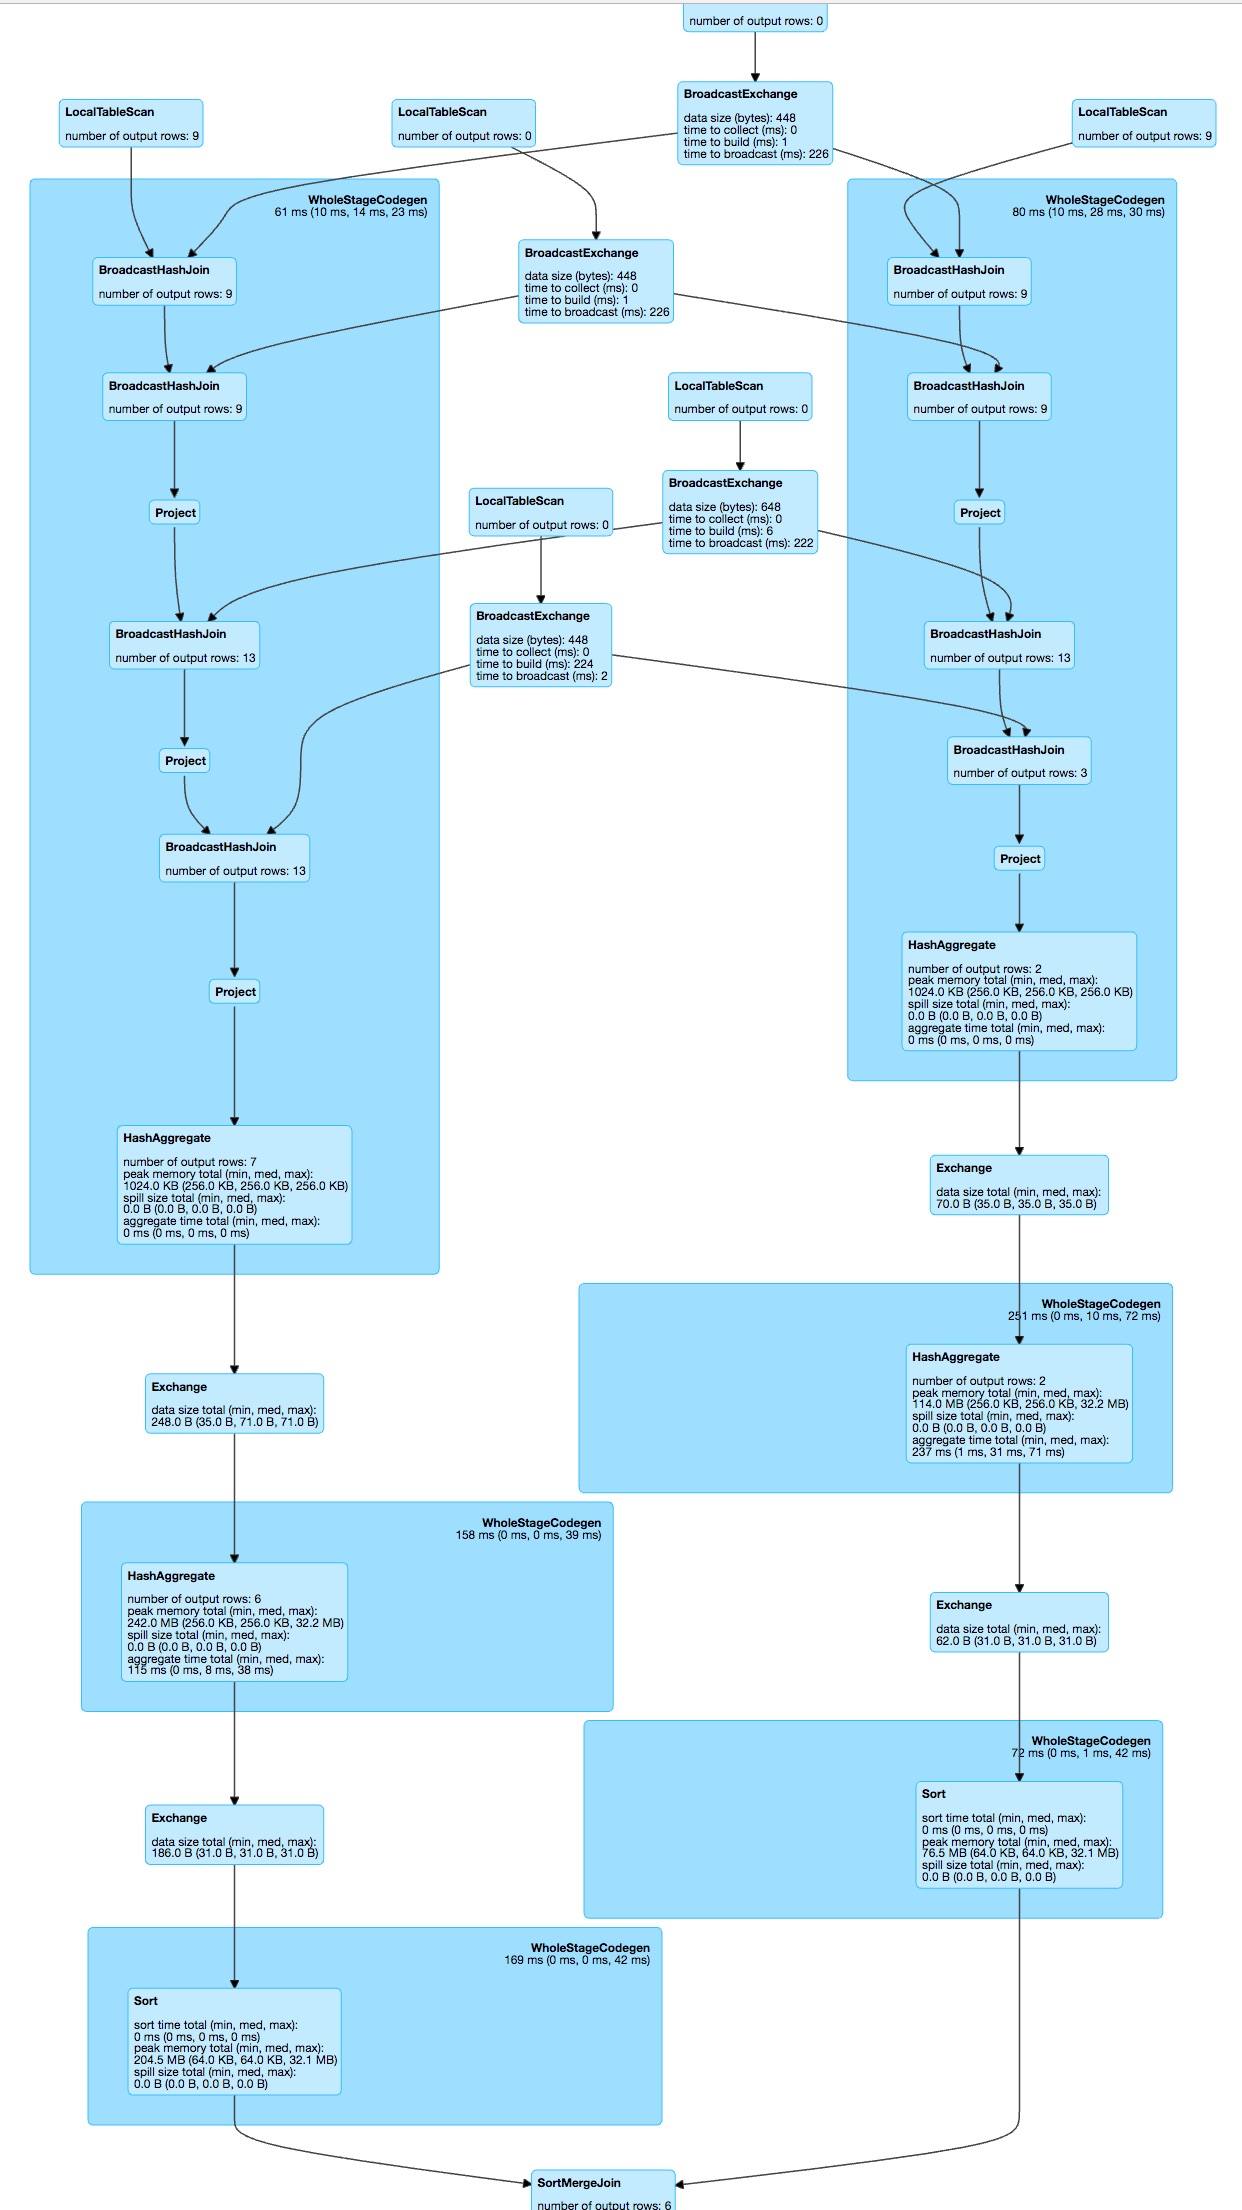 number of output rows: 0
BroadcastExchange
data size (bytes): 448
time to collect (ms): 0
time to build (ms): 1
time to broadcast (ms): 226
LocalTableScan
number of output rows: 9
LocalTableScan
number of output rows: 0
LocalTableScan
number of output rows: 9
WholeStageCodegen
61 ms (10 ms, 14 ms, 23 ms)
WholeStageCodegen
80 ms (10 ms, 28 ms, 30 ms)
BroadcastHashJoin
number of output rows: 9
BroadcastExchange
data size (bytes): 448
time to collect (ms): 0
time to build (ms): 1
time to broadcast (ms): 226
BroadcastHashJoin
number of output rows: 9
BroadcastHashJoin
number of output rows: 9
LocalTableScan
number of output rows: 0
BroadcastHashJoin
number of output rows: 9
Project
LocalTableScan
number of output rows: 0
BroadcastExchange
data size (bytes): 648
time to collect (ms): 0
time to build (ms): 6
time to broadcast (ms): 222
Project
BroadcastHashJoin
number of output rows: 13
BroadcastExchange
data size (bytes): 448
time to collect (ms): 0
time to build (ms): 224
time to broadcast (ms): 2
BroadcastHashJoin
number of output rows: 13
Project
BroadcastHashJoin
number of output rows: 3
BroadcastHashJoin
number of output rows: 13
Project
Project
HashAggregate
number of output rows: 2
peak memory total (min, med, max):
1024.0 KB (256.0 KB, 256.0 KB, 256.0 KB)
spill size total (min, med, max):
0.0 B (0.0 B, 0.0 B, 0.0 B)
aggregate time total (min, med, max):
0 ms (0 ms, 0 ms, 0 ms)
HashAggregate
number of output rows: 7
peak memory total (min, med, max):
1024.0 KB (256.0 KB, 256.0 KB, 256.0 KB)
spill size total (min, med, max):
0.0 B (0.0 B, 0.0 B, 0.0 B)
aggregate time total (min, med, max):
0 ms (0 ms, 0 ms, 0 ms)
Exchange
data size total (min, med, max):
70.0 B (35.0 B, 35.0 B, 35.0 B)
WholeStageCodegen
251 ms (0 ms, 10 ms, 72 ms)
HashAggregate
number of output rows: 2
peak memory total (min, med, max):
114.0 MB (256.0 KB, 256.0 KB, 32.2 MB)
spill size total (min, med, max):
0.0 B (0.0 B, 0.0 B, 0.0 B)
aggregate time total (min, med, max):
237 ms (1 ms, 31 ms, 71 ms)
Exchange
data size total (min, med, max):
248.0 B (35.0 B, 71.0 B, 71.0 B)
WholeStageCodegen
158 ms (0 ms, 0 ms, 39 ms)
HashAggregate
number of output rows: 6
peak memory total (min, med, max):
242.0 MB (256.0 KB, 256.0 KB, 32.2 MB)
spill size total (min, med, max):
0.0 B (0.0 B, 0.0 B, 0.0 B)
aggregate time total (min, med, max):
115 ms (0 ms, 8 ms, 38 ms)
Exchange
data size total (min, med, max):
62.0 B (31.0 B, 31.0 B, 31.0 B)
WholeStageCodegen
72 ms (0 ms, 1 ms, 42 ms)
Sort
sort time total (min, med, max):
0 ms (0 ms, 0 ms, 0 ms)
peak memory total (min, med, max):
76.5 MB (64.0 KB, 64.0 KB, 32.1 MB)
spill size total (min, med, max):
0.0 B (0.0 B, 0.0 B, 0.0 B)
Exchange
data size total (min, med, max):
186.0 B (31.0 B, 31.0 B, 31.0 B)
WholeStageCodegen
169 ms (0 ms, 0 ms, 42 ms)
Sort
sort time total (min, med, max):
0 ms (0 ms, 0 ms, 0 ms)
peak memory total (min, med, max):
204.5 MB (64.0 KB, 64.0 KB, 32.1 MB)
spill size total (min, med, max):
0.0 B (0.0 B, 0.0 B, 0.0 B)
SortMergeJoin
number of output rows: 6